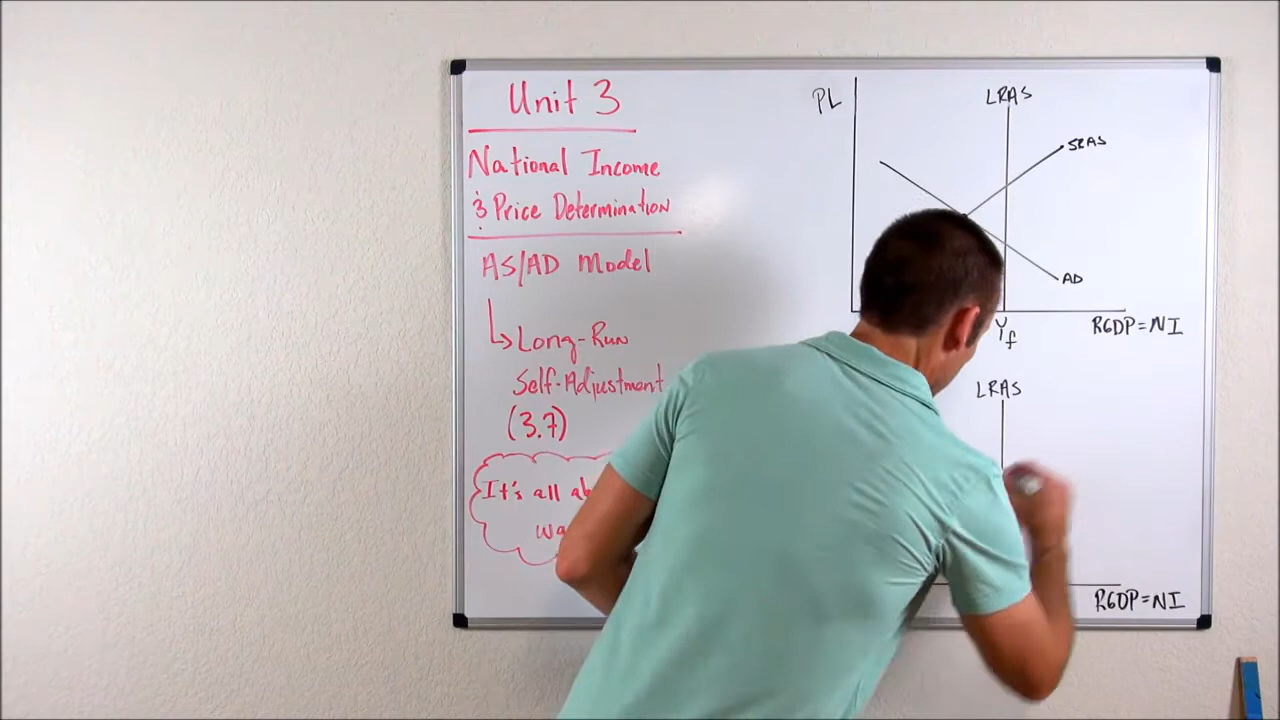 Unit 3
National Income
& Price Determination
AS/AD Model
Long-Run
Self-Adjustment
(3.7)
It's all
PL
LRAS
SRAS
AD
Yf
RGDP=NI
LRAS
RGDP=NI